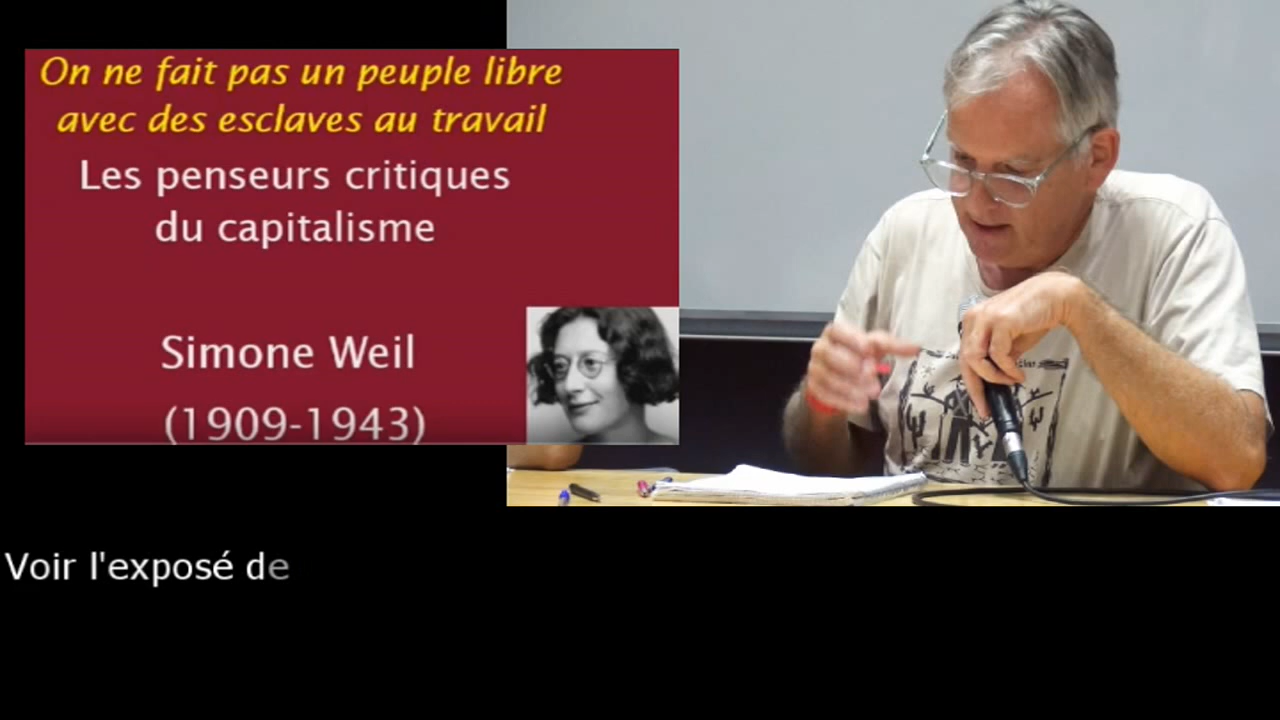 On ne fait pas un peuple libre
avec des esclaves au travail
Les penseurs critiques
du capitalisme
Simone Weil
(1909-1943)
Voir l'exposé de